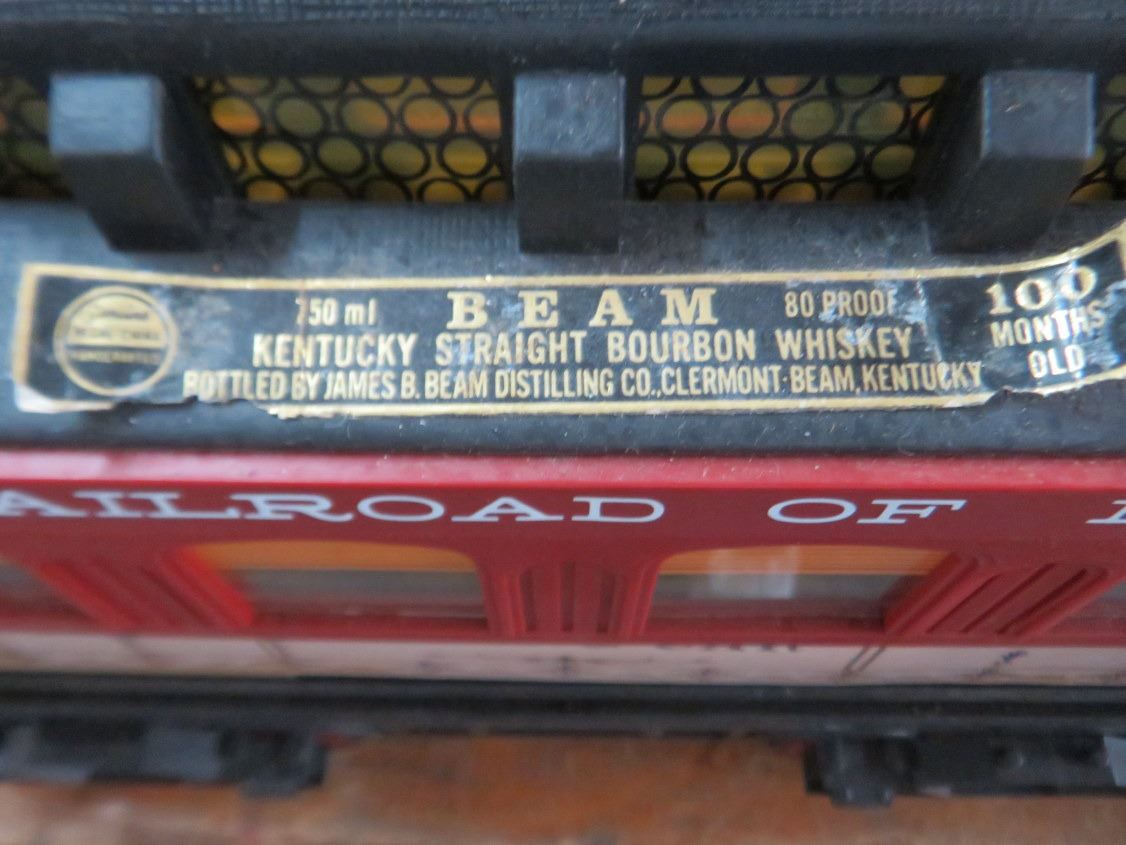 750 ml BEAM 80 PROOF
KENTUCKY STRAIGHT BOURBON WHISKEY
BOTTLED BY JAMES B. BEAM DISTILLING CO., CLERMONT·BEAM, KENTUCKY
100
MONTHS
OLD
AILROAD OF